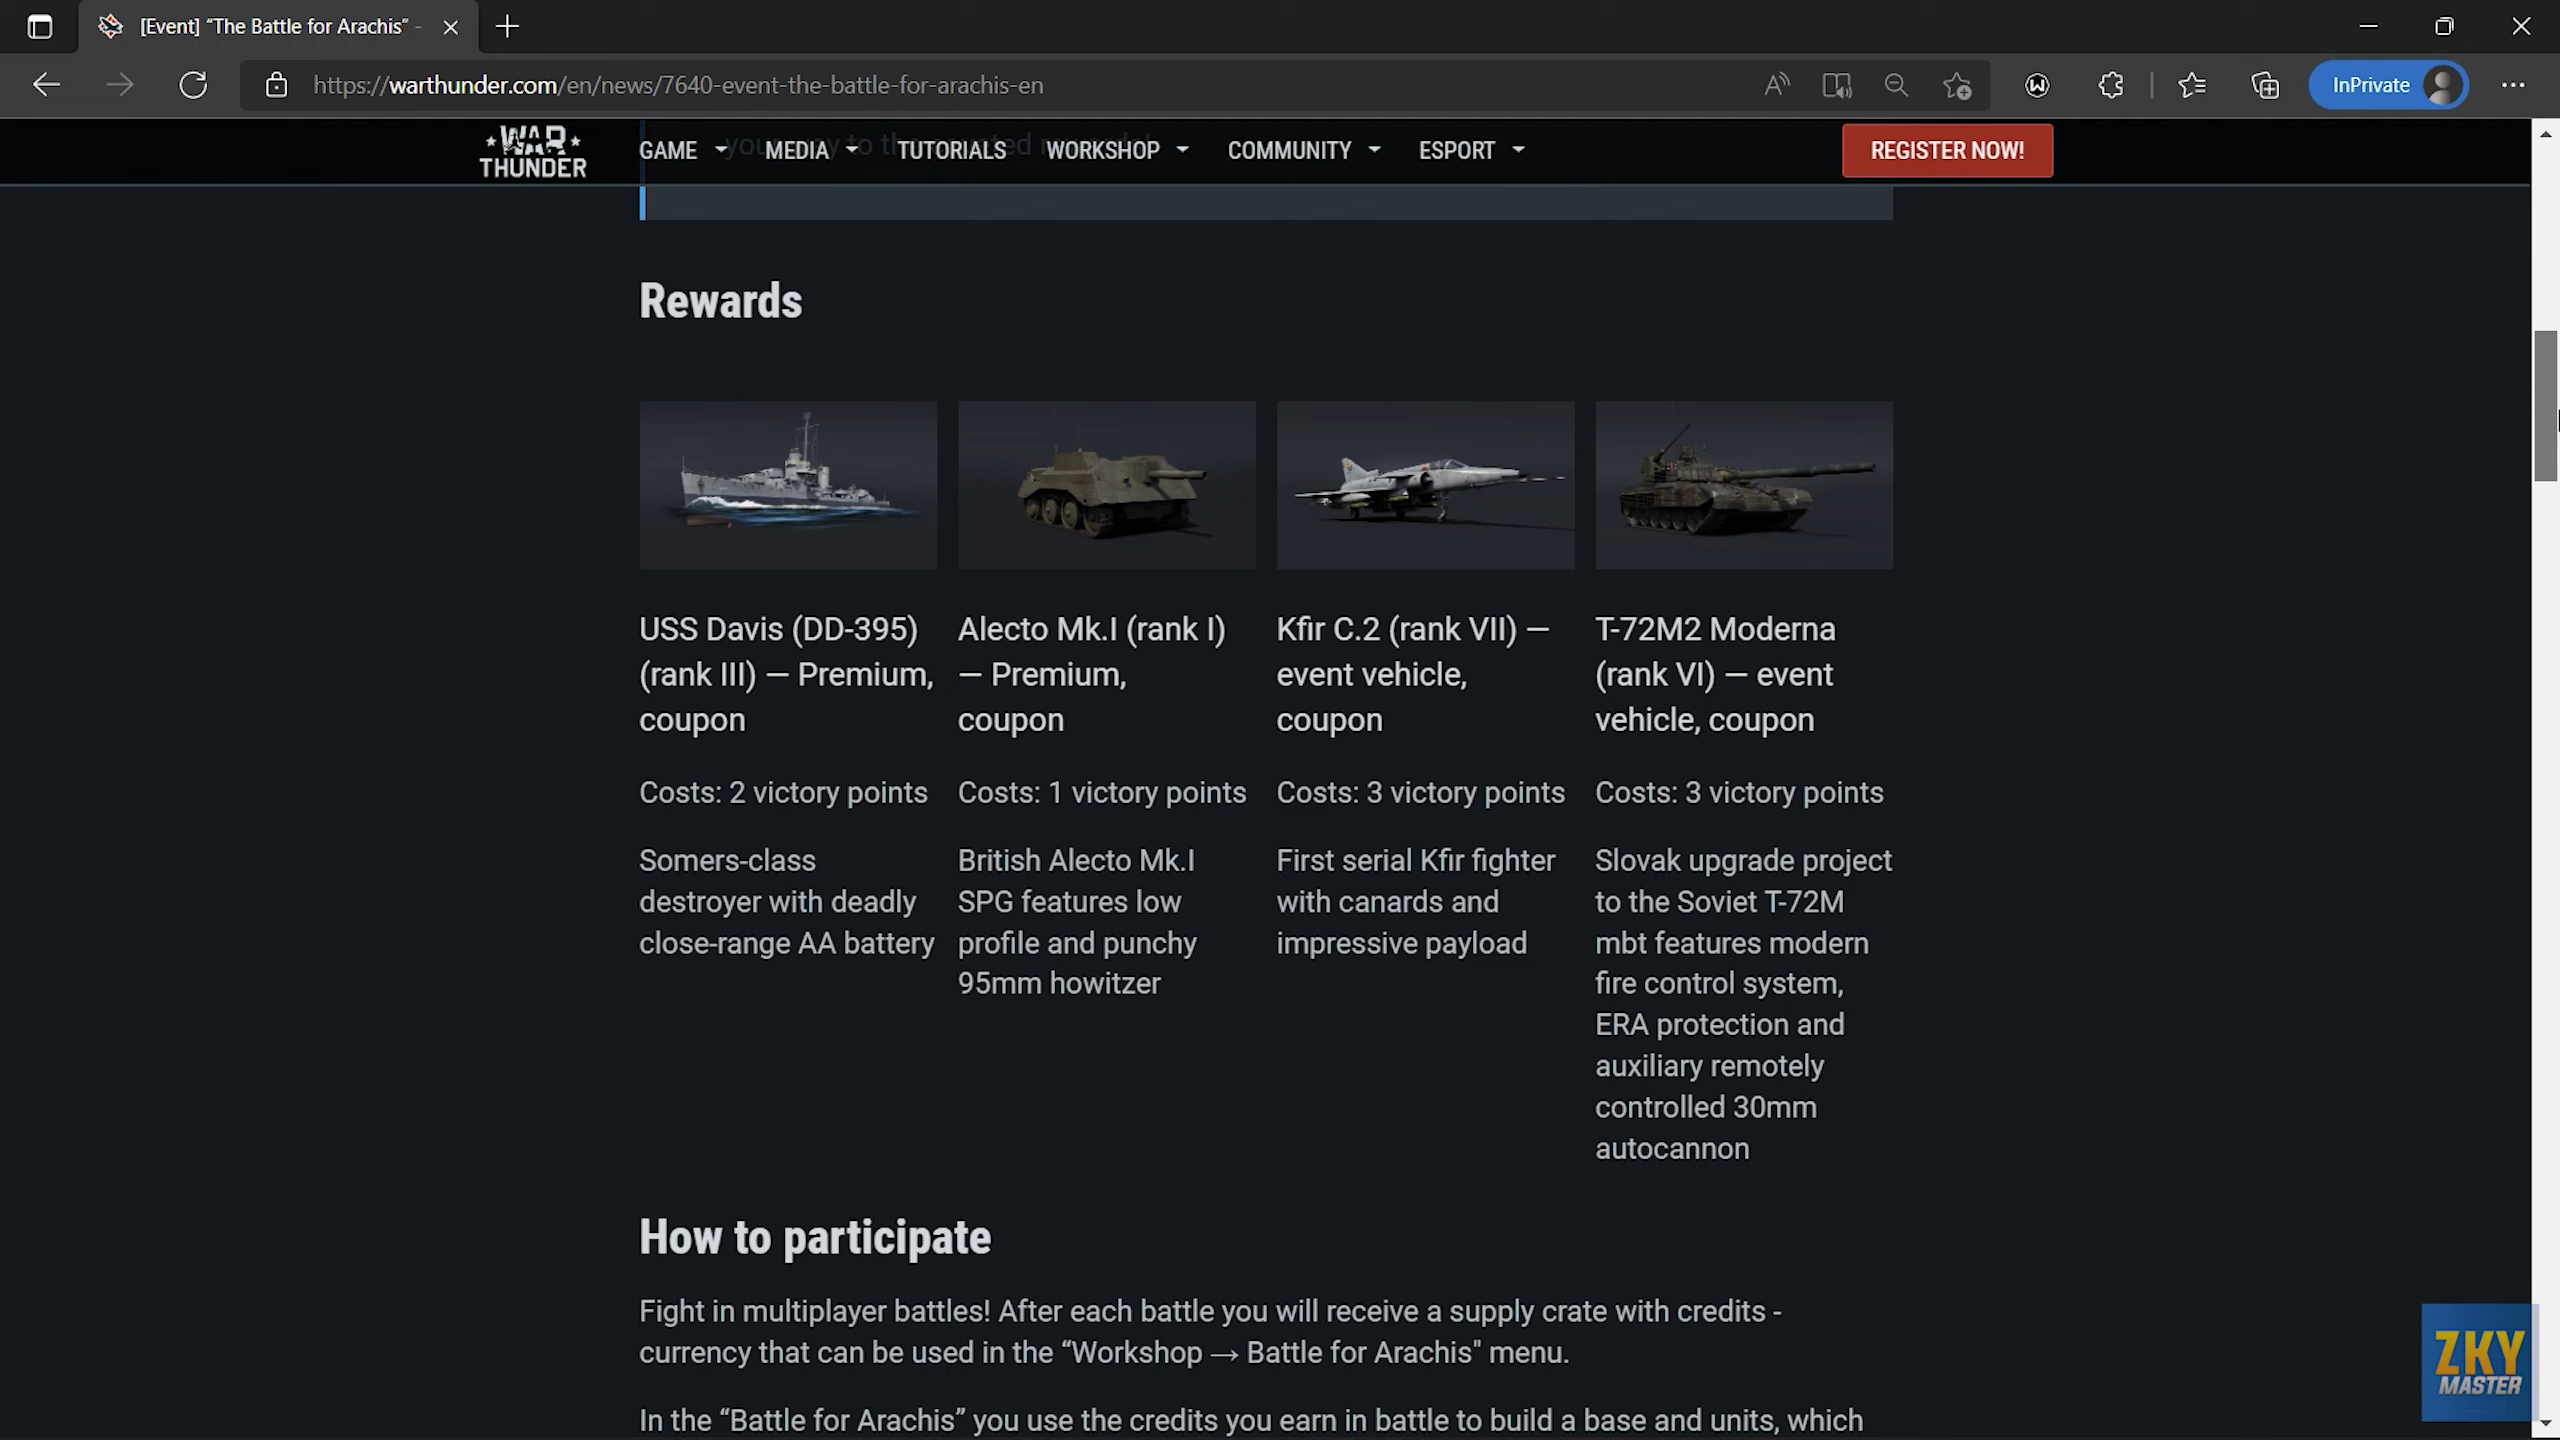 [Event] “The Battle for Arachis” -
https://warthunder.com/en/news/7640-event-the-battle-for-arachis-en
InPrivate
WAR
THUNDER
GAME
MEDIA
TUTORIALS
WORKSHOP
COMMUNITY
ESPORT
REGISTER NOW!
Rewards
USS Davis (DD-395)
(rank III) — Premium,
coupon
Costs: 2 victory points
Somers-class
destroyer with deadly
close-range AA battery
Alecto Mk.I (rank I)
— Premium,
coupon
Costs: 1 victory points
British Alecto Mk.I
SPG features low
profile and punchy
95mm howitzer
Kfir C.2 (rank VII) —
event vehicle,
coupon
Costs: 3 victory points
First serial Kfir fighter
with canards and
impressive payload
T-72M2 Moderna
(rank VI) — event
vehicle, coupon
Costs: 3 victory points
Slovak upgrade project
to the Soviet T-72M
mbt features modern
fire control system,
ERA protection and
auxiliary remotely
controlled 30mm
autocannon
How to participate
Fight in multiplayer battles! After each battle you will receive a supply crate with credits -
currency that can be used in the “Workshop → Battle for Arachis" menu.
In the “Battle for Arachis” you use the credits you earn in battle to build a base and units, which
ZKY
MASTER